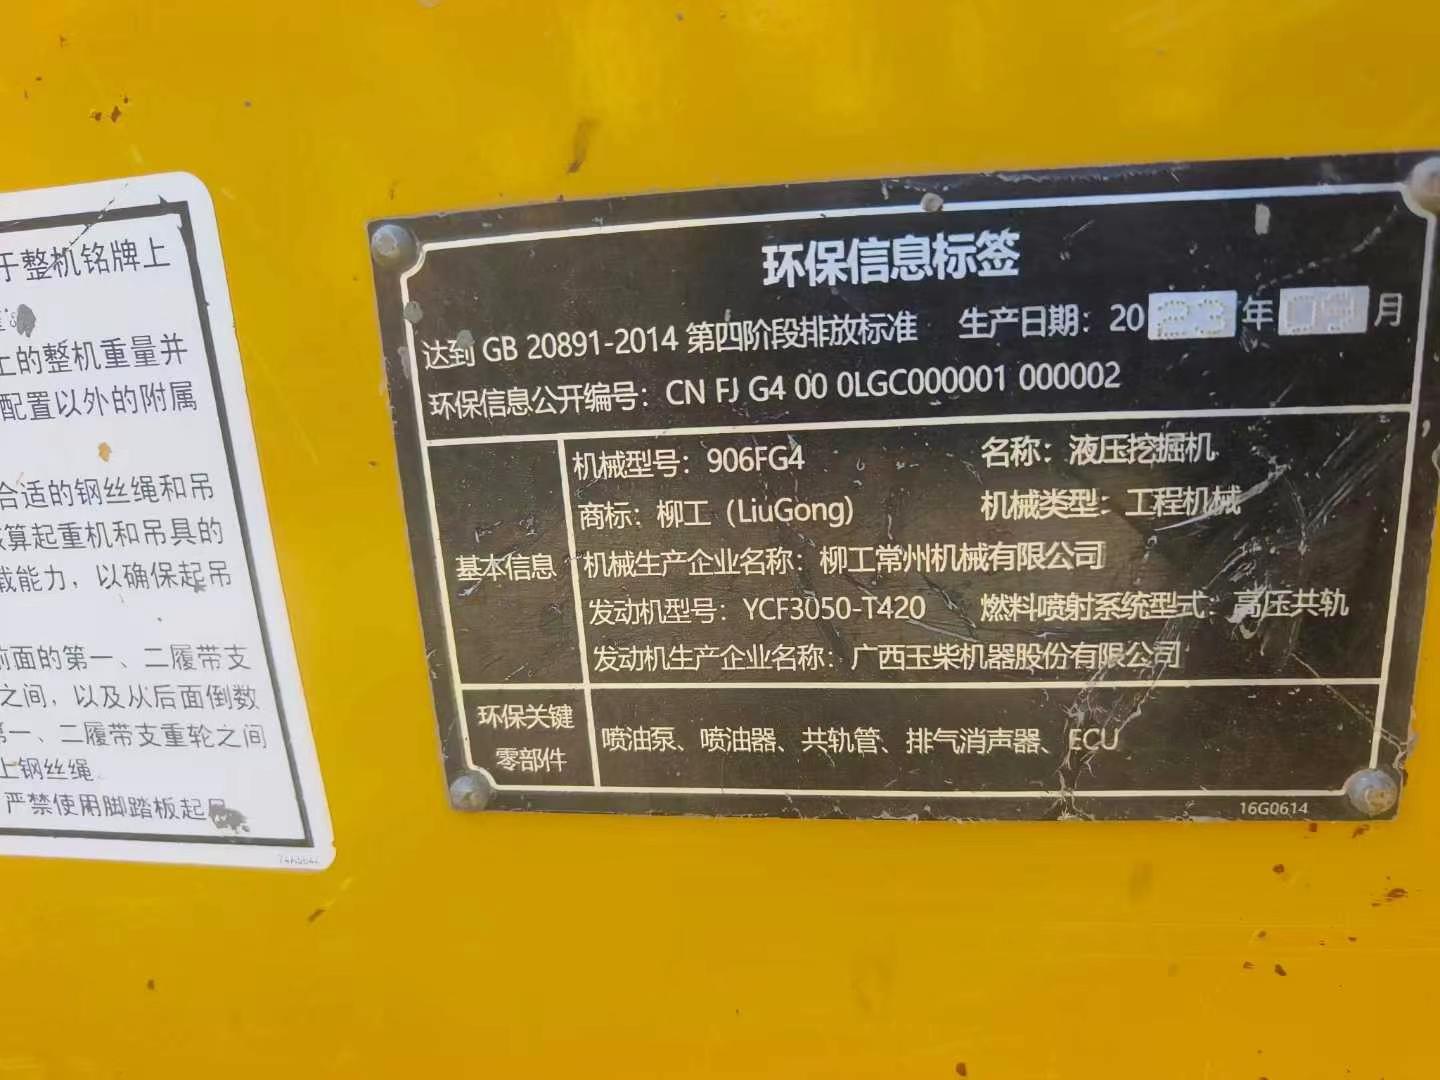 于整机铭牌上
上的整机重量并
配置以外的附属
合适的钢丝绳和吊
算起重机和吊具的
载能力，以确保起吊
前面的第一、二履带支
之间，以及从后面倒数
第一、二履带支重轮之间
上钢丝绳
严禁使用脚踏板起吊
环保信息标签
达到 GB 20891-2014 第四阶段排放标准 生产日期：2023年 月
环保信息公开编号：CN FJ G4 00 0LGC000001 000002
基本信息
机械型号：906FG4 名称：液压挖掘机
商标：柳工（LiuGong) 机械类型：工程机械
机械生产企业名称：柳工常州机械有限公司
发动机型号：YCF3050-T420 燃料喷射系统型式：高压共轨
发动机生产企业名称：广西玉柴机器股份有限公司
环保关键
零部件
喷油泵、喷油器、共轨管、排气消声器、ECU
16G0614